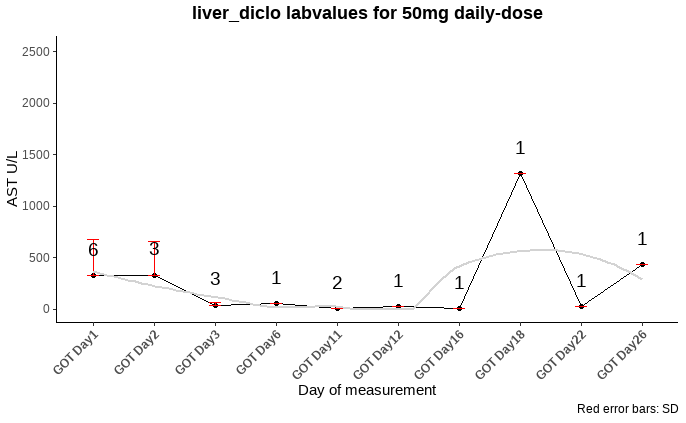 liver_diclo labvalues for 50mg daily-dose
AST U/L
2500
2000
1500
1000
500
0
6
3
3
1
2
1
1
1
1
1
GOT Day1
GOT Day2
GOT Day3
GOT Day6
GOT Day11
GOT Day12
GOT Day16
GOT Day18
GOT Day22
GOT Day26
Day of measurement
Red error bars: SD